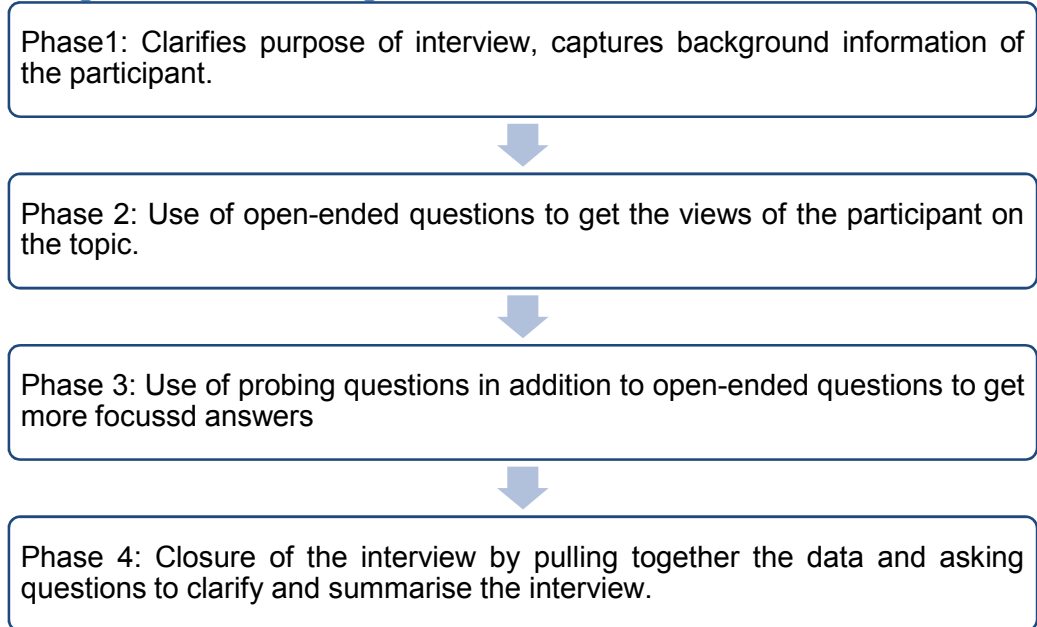 Phase1: Clarifies purpose of interview, captures background information of
the participant.
Phase 2: Use of open-ended questions to get the views of the participant on
the topic.
Phase 3: Use of probing questions in addition to open-ended questions to get
more focussd answers
Phase 4: Closure of the interview by pulling together the data and asking
questions to clarify and summarise the interview.